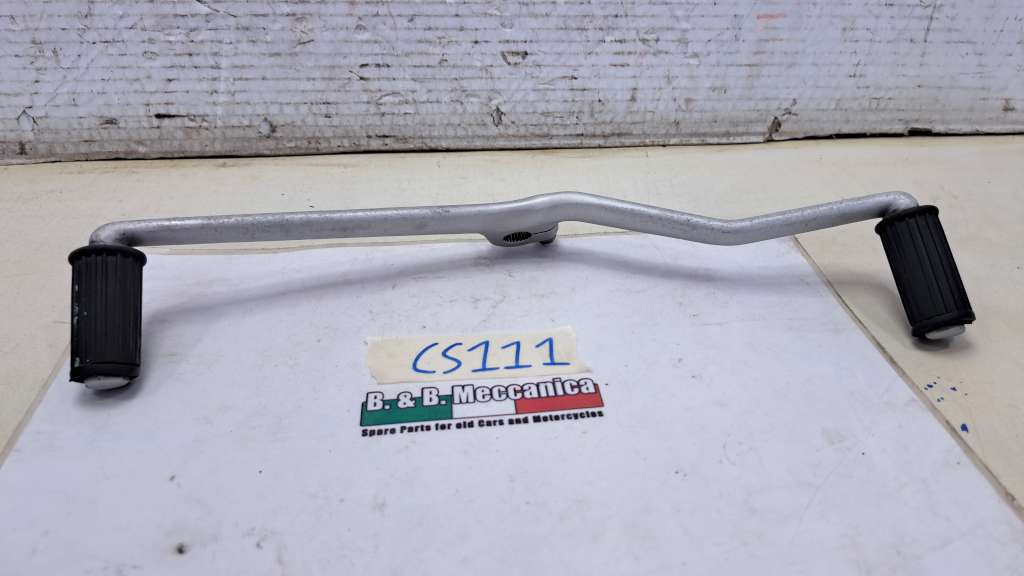 CS111
B. & B. Meccanica
Spare Parts for old Cars and Motorcycles